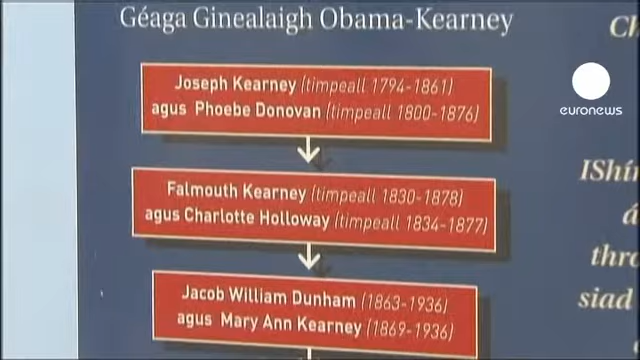 Géaga Ginealaigh Obama-Kearney
Joseph Kearney (timpeall 1794-1861)
agus Phoebe Donovan (timpeall 1800-1876)
Falmouth Kearney (timpeall 1830-1878)
agus Charlotte Holloway (timpeall 1834-1877)
Jacob William Dunham (1863-1936)
agus Mary Ann Kearney (1869-1936)
euronews
siad